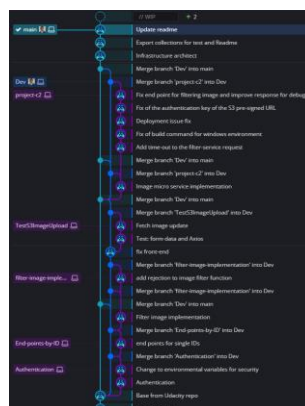 // WIP + 2
✔ main Update readme
Export collections for test and Readme
Infrastructure architect
Merge branch 'Dev' into main
Dev Merge branch 'project-c2' into Dev
project-c2 Fix end point for filtering image and improve response for debug
Fix of the authentication key of the S3 pre-signed URL
Deployment issue fix
Fix of build command for windows environment
Add time-out to the filter-service request
Merge branch 'Dev' into main
Merge branch 'project-c2' into Dev
Image micro service implementation
Merge branch 'Dev' into main
Merge branch 'TestS3ImageUpload' into Dev
TestS3ImageUpload Fetch image update
Test: form-data and Axios
fix front-end
Merge branch 'filter-image-implementation' into Dev
filter-image-imple... add rejection to image filter function
Merge branch 'filter-image-implementation' into Dev
Merge branch 'Dev' into main
Filter image implementation
Merge branch 'End-points-by-ID' into Dev
End-points-by-ID end points for single IDs
Merge branch 'Authentication' into Dev
Authentication Change to environmental variables for security
Authentication
Base from Udacity repo